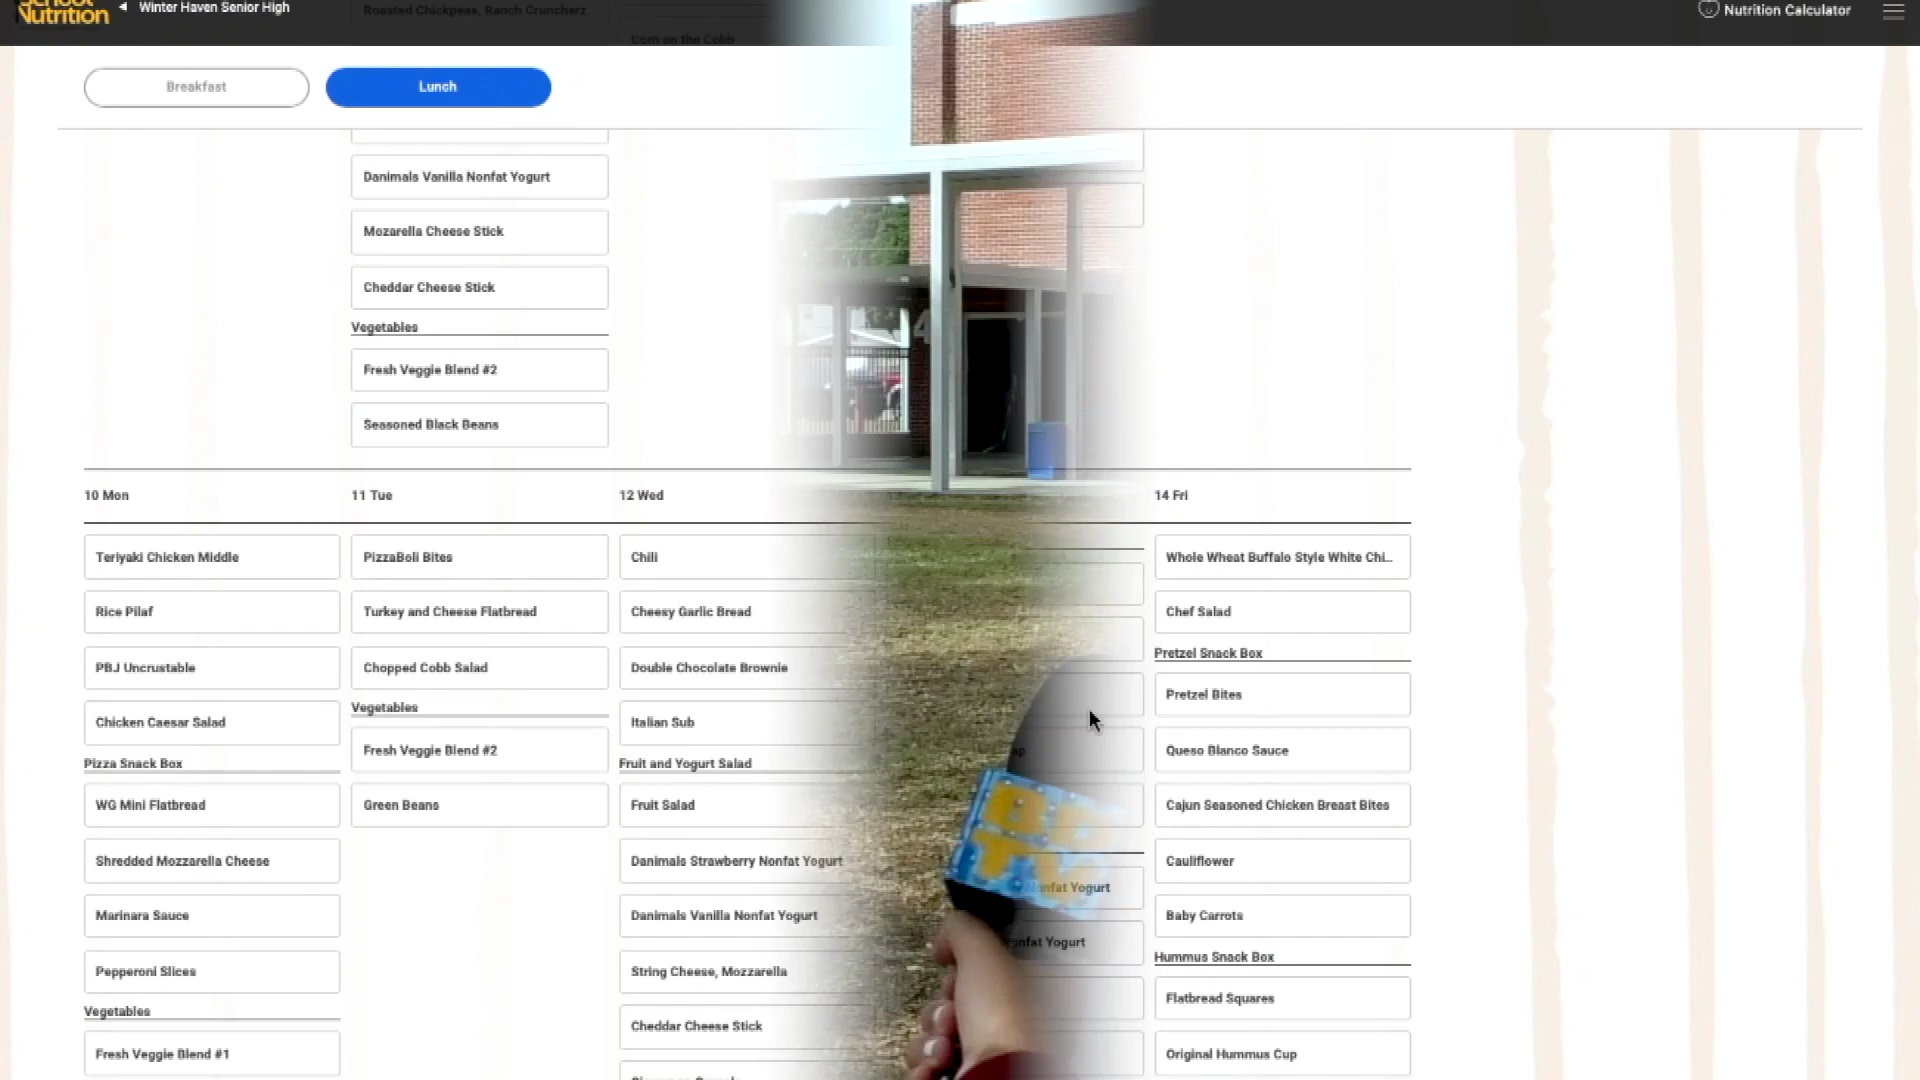 School
Nutrition
Winter Haven Senior High
Nutrition Calculator
Roasted Chickpeas, Ranch Cruncherz
Corn on the Cobb
Breakfast
Lunch
Danimals Vanilla Nonfat Yogurt
Mozarella Cheese Stick
Cheddar Cheese Stick
Vegetables
Fresh Veggie Blend #2
Seasoned Black Beans
4
10 Mon
11 Tue
12 Wed
14 Fri
Teriyaki Chicken Middle
Rice Pilaf
PBJ Uncrustable
Chicken Caesar Salad
Pizza Snack Box
WG Mini Flatbread
Shredded Mozzarella Cheese
Marinara Sauce
Pepperoni Slices
Vegetables
Fresh Veggie Blend #1
PizzaBoli Bites
Turkey and Cheese Flatbread
Chopped Cobb Salad
Vegetables
Fresh Veggie Blend #2
Green Beans
Chili
Cheesy Garlic Bread
Double Chocolate Brownie
Italian Sub
Fruit and Yogurt Salad
Fruit Salad
Danimals Strawberry Nonfat Yogurt
Danimals Vanilla Nonfat Yogurt
String Cheese, Mozzarella
Cheddar Cheese Stick
Nonfat Yogurt
Nonfat Yogurt
Whole Wheat Buffalo Style White Chi...
Chef Salad
Pretzel Snack Box
Pretzel Bites
Queso Blanco Sauce
Cajun Seasoned Chicken Breast Bites
Cauliflower
Baby Carrots
Hummus Snack Box
Flatbread Squares
Original Hummus Cup